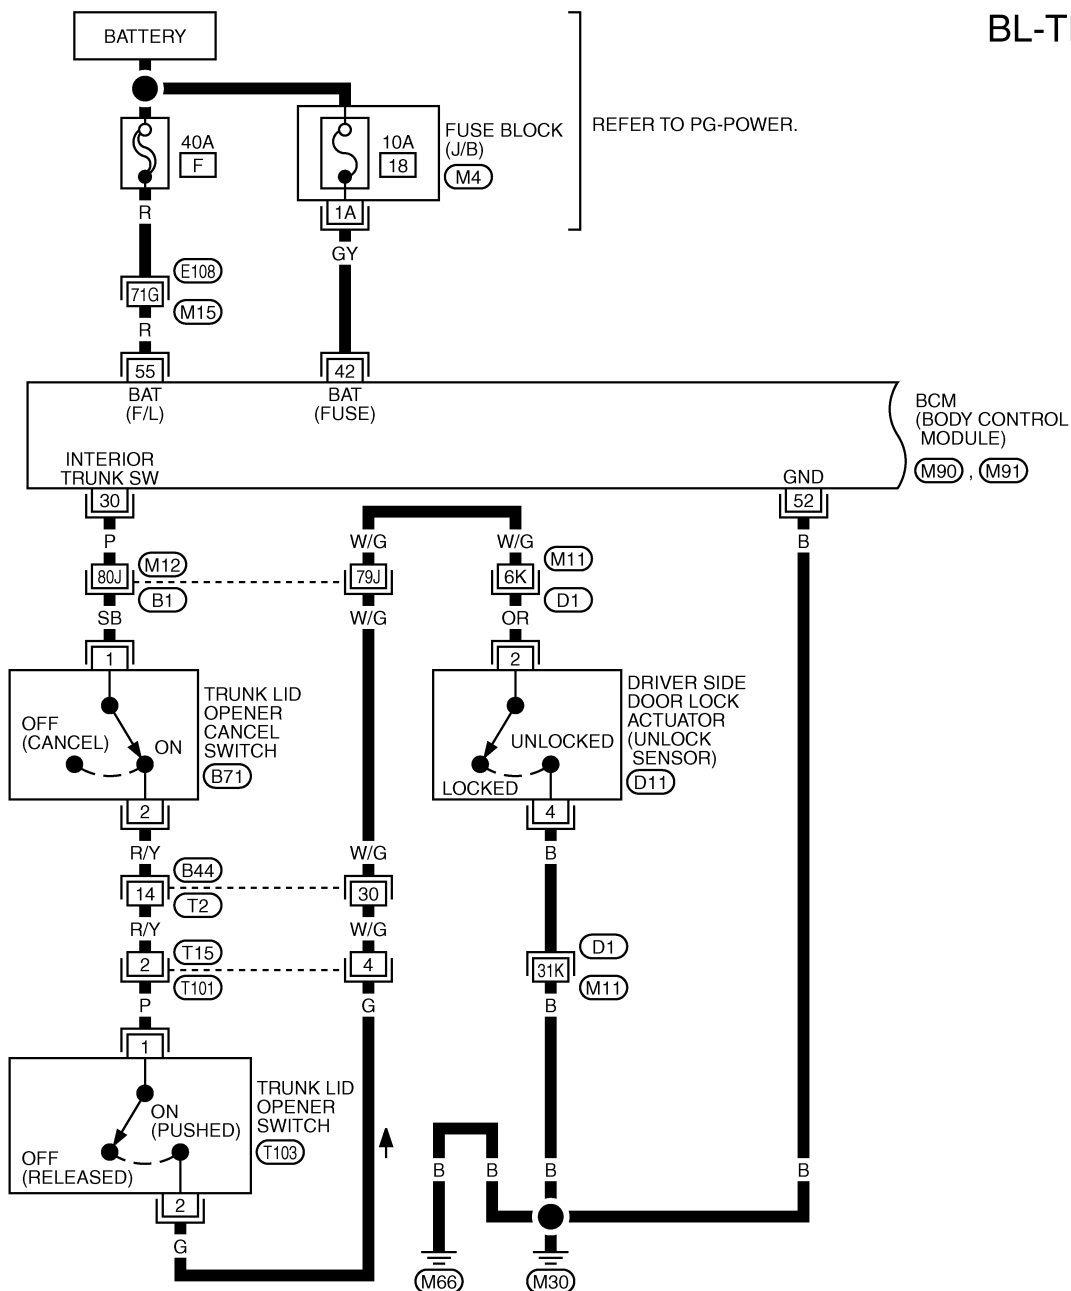 BL-T
BATTERY
40A
F
10A
18
FUSE BLOCK
(J/B)
M4
REFER TO PG-POWER.
R
1A
GY
E108
71G
M15
R
55
42
BAT
(F/L)
BAT
(FUSE)
BCM
(BODY CONTROL
MODULE)
M90 , M91
INTERIOR
TRUNK SW
GND
30
52
P
W/G
W/G
B
80J
M12
B1
79J
6K
M11
D1
SB
W/G
OR
1
2
TRUNK LID
OPENER
CANCEL
SWITCH
B71
OFF
(CANCEL)
ON
DRIVER SIDE
DOOR LOCK
ACTUATOR
(UNLOCK
SENSOR)
D11
UNLOCKED
LOCKED
2
4
R/Y
W/G
B
14
B44
T2
30
R/Y
W/G
2
T15
T101
4
31K
D1
M11
P
G
B
1
TRUNK LID
OPENER
SWITCH
T103
ON
(PUSHED)
OFF
(RELEASED)
B
B
B
B
2
G
M66
M30